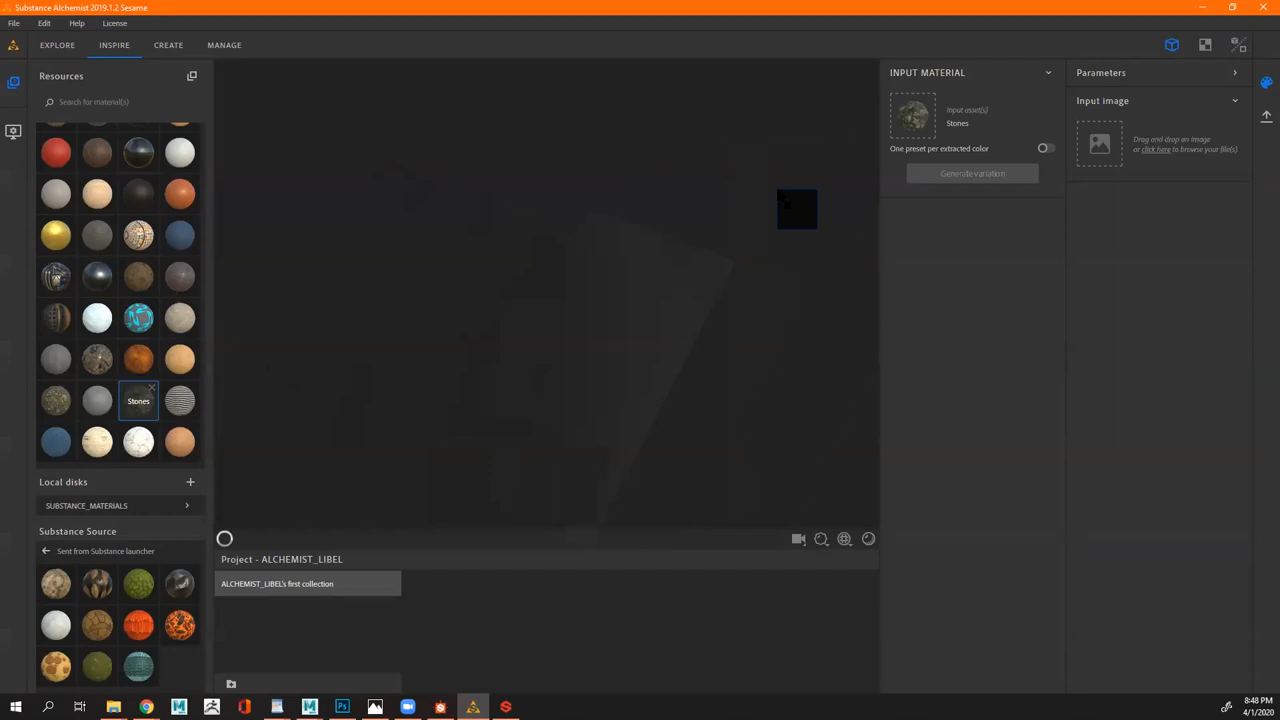 Substance Alchemist 2019.1.2 Sesame
File Edit Help License
EXPLORE INSPIRE CREATE MANAGE
Resources
Search for material(s)
Stones
Local disks
SUBSTANCE_MATERIALS
Substance Source
Sent from Substance launcher
Project - ALCHEMIST_LIBEL
ALCHEMIST_LIBEL's first collection
INPUT MATERIAL
Input asset(s)
Stones
One preset per extracted color
Generate variation
Parameters
Input image
Drag and drop an image
or click here to browse your file(s)
8:48 PM
4/1/2020